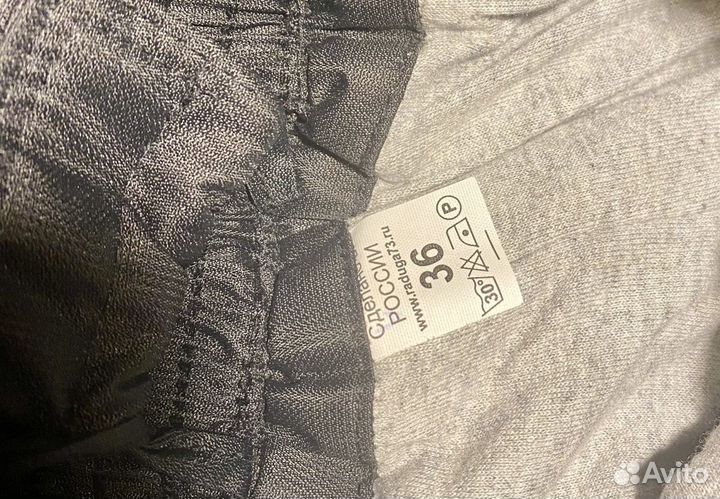 Сделано
РОССИИ
36
www.raduga73.ru
30°
P
Avito